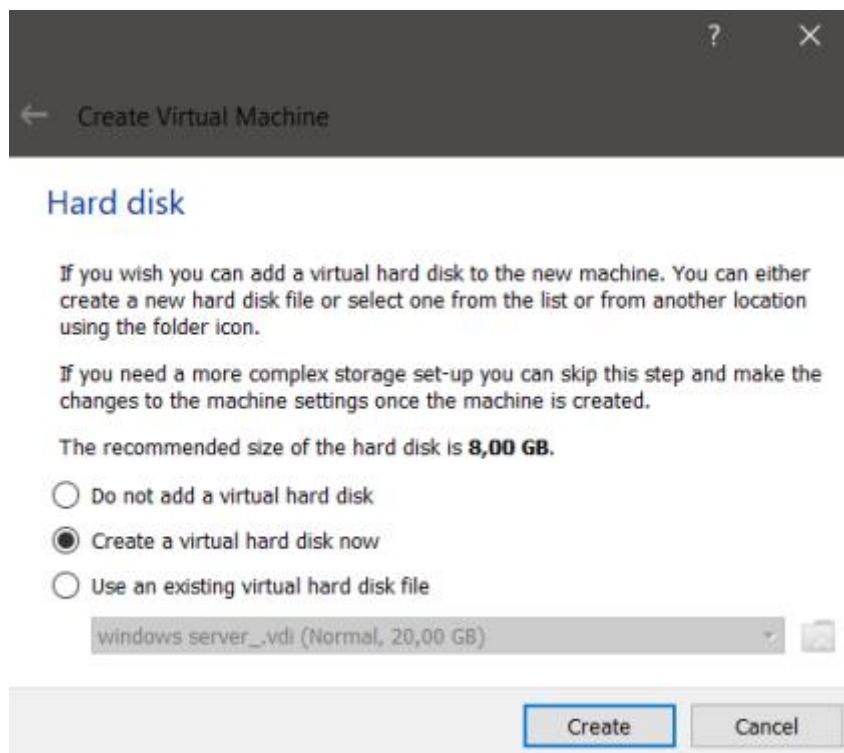 ?
Create Virtual Machine
Hard disk
If you wish you can add a virtual hard disk to the new machine. You can either
create a new hard disk file or select one from the list or from another location
using the folder icon.
If you need a more complex storage set-up you can skip this step and make the
changes to the machine settings once the machine is created.
The recommended size of the hard disk is 8,00 GB.
Do not add a virtual hard disk
Create a virtual hard disk now
Use an existing virtual hard disk file
windows server_.vdi (Normal, 20,00 GB)
Create Cancel